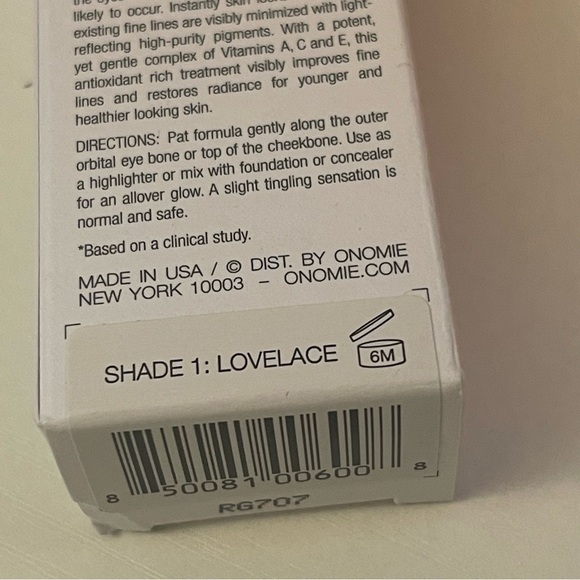 likely to occur. Instantly skin
existing fine lines are visibly minimized with light-
reflecting high-purity pigments. With a potent,
yet gentle complex of Vitamins A, C and E, this
antioxidant rich treatment visibly improves fine
lines and restores radiance for younger and
healthier looking skin.
DIRECTIONS: Pat formula gently along the outer
orbital eye bone or top of the cheekbone. Use as
a highlighter or mix with foundation or concealer
for an allover glow. A slight tingling sensation is
normal and safe.
*Based on a clinical study.
MADE IN USA / © DIST. BY ONOMIE
NEW YORK 10003 – ONOMIE.COM
SHADE 1: LOVELACE 6M
8 50081 00600 8
RG707